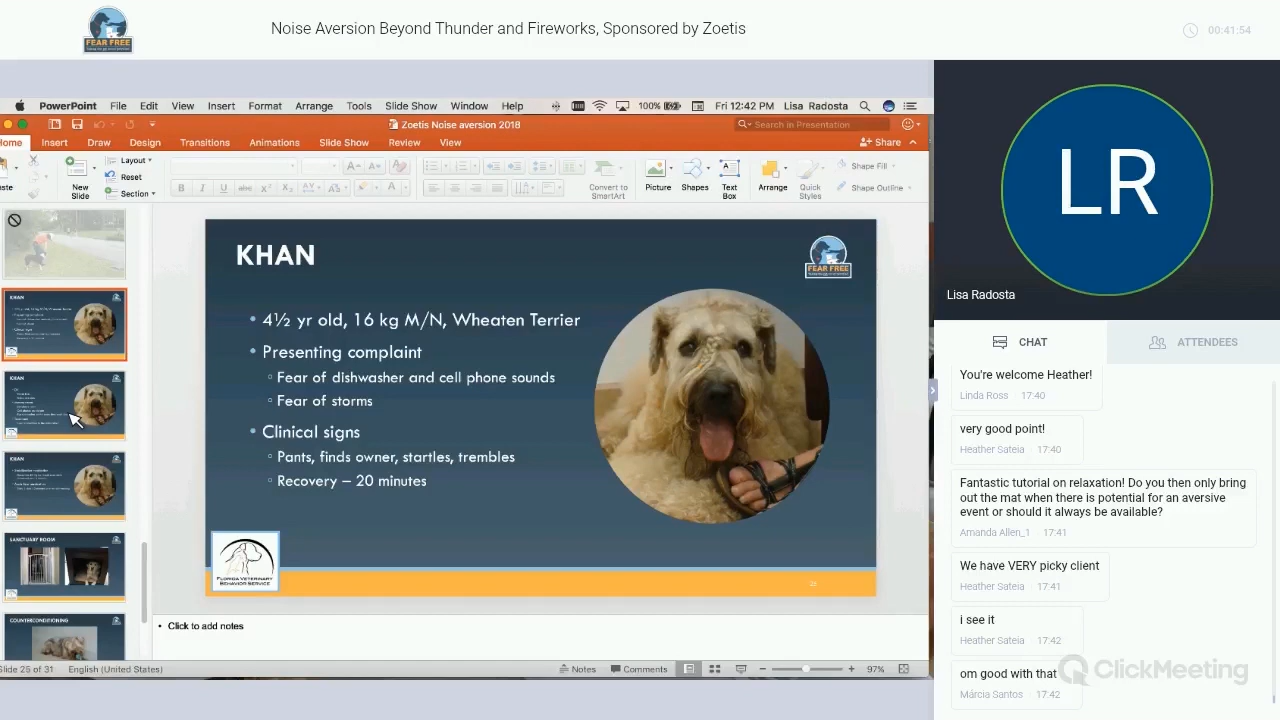 FEAR FREE
Noise Aversion Beyond Thunder and Fireworks, Sponsored by Zoetis
00:41:54
PowerPoint File Edit View Insert Format Arrange Tools Slide Show Window Help 100% Fri 12:42 PM Lisa Radosta
Zoetis Noise aversion 2018
Search in Presentation
Home Insert Draw Design Transitions Animations Slide Show Review View
Share
Layout
Reset
Section
New Slide
Convert to SmartArt
Picture
Shapes
Text Box
Arrange
Quick Styles
Shape Fill
Shape Outline
KHAN
KHAN
KHAN
SANCTUARY ROOM
COUNTERCONDITIONING
KHAN
FEAR FREE
• 4½ yr old, 16 kg M/N, Wheaten Terrier
• Presenting complaint
▫ Fear of dishwasher and cell phone sounds
▫ Fear of storms
• Clinical signs
▫ Pants, finds owner, startles, trembles
▫ Recovery – 20 minutes
FLORIDA VETERINARY
BEHAVIOR SERVICE
• Click to add notes
Slide 25 of 31 English (United States)
Notes Comments 97%
LR
Lisa Radosta
CHAT ATTENDEES
You're welcome Heather!
Linda Ross 17:40
very good point!
Heather Sateia 17:40
Fantastic tutorial on relaxation! Do you then only bring
out the mat when there is potential for an aversive
event or should it always be available?
Amanda Allen_1 17:41
We have VERY picky client
Heather Sateia 17:41
i see it
Heather Sateia 17:42
om good with that
Márcia Santos 17:42
ClickMeeting